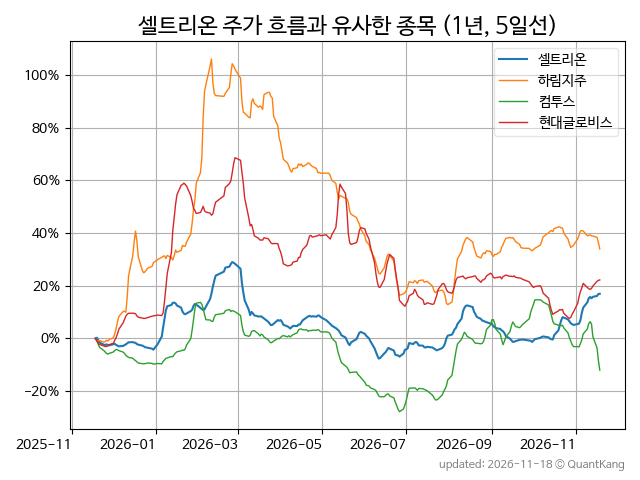 셀트리온 주가 흐름과 유사한 종목 (1년, 5일선)
셀트리온
하림지주
컴투스
현대글로비스
100%
80%
60%
40%
20%
0%
−20%
2025-11
2026-01
2026-03
2026-05
2026-07
2026-09
2026-11
updated: 2026-11-18 © QuantKang